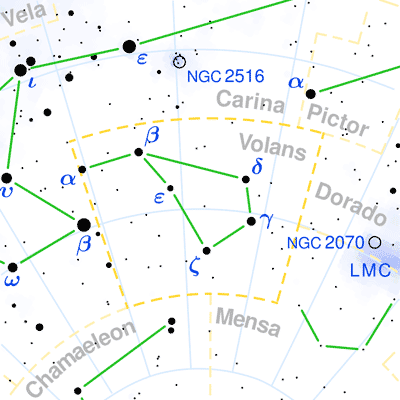 Vela
ε
ι
NGC 2516
α
Carina
Pictor
β
Volans
δ
α
υ
ε
Dorado
γ
β
NGC 2070
ζ
LMC
ω
Mensa
Chamaeleon